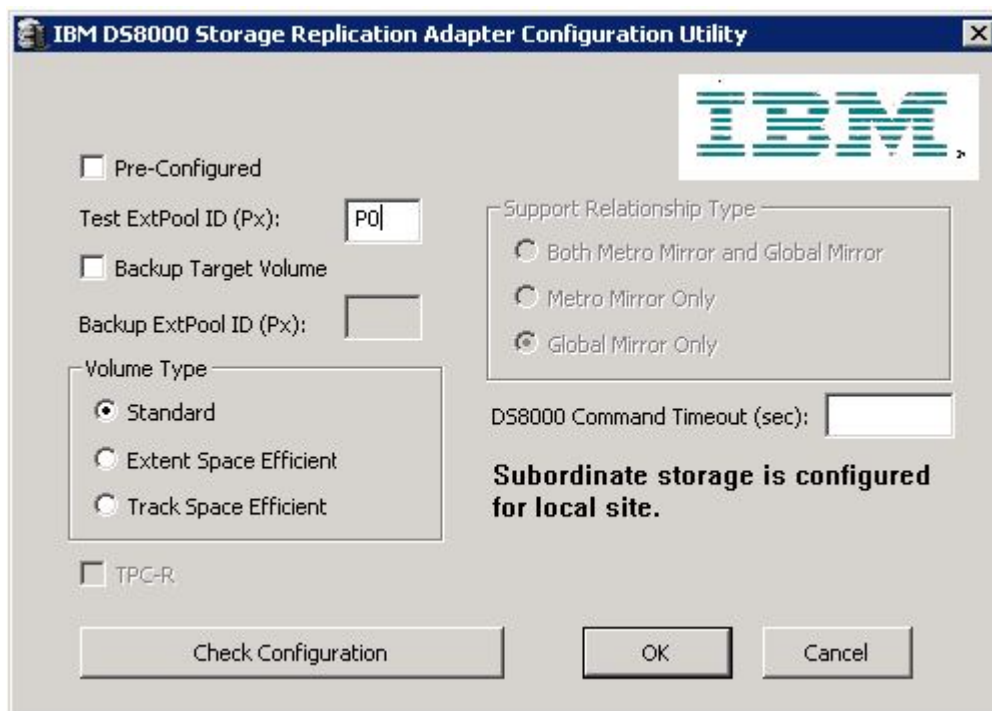 IBM DS8000 Storage Replication Adapter Configuration Utility
IBM
Pre-Configured
Test ExtPool ID (Px): P0
Backup Target Volume
Backup ExtPool ID (Px):
Volume Type
Standard
Extent Space Efficient
Track Space Efficient
TPC-R
Support Relationship Type
Both Metro Mirror and Global Mirror
Metro Mirror Only
Global Mirror Only
DS8000 Command Timeout (sec):
Subordinate storage is configured
for local site.
Check Configuration
OK
Cancel